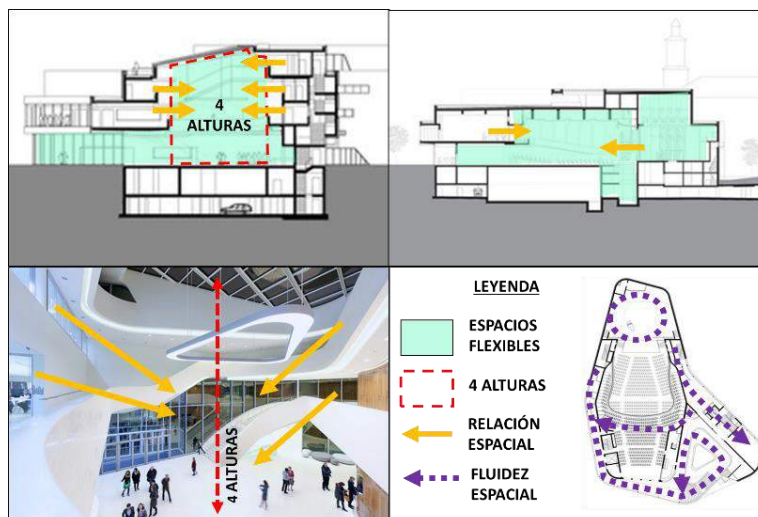 4
ALTURAS
4 ALTURAS
LEYENDA
ESPACIOS
FLEXIBLES
4 ALTURAS
RELACIÓN
ESPACIAL
FLUIDEZ
ESPACIAL